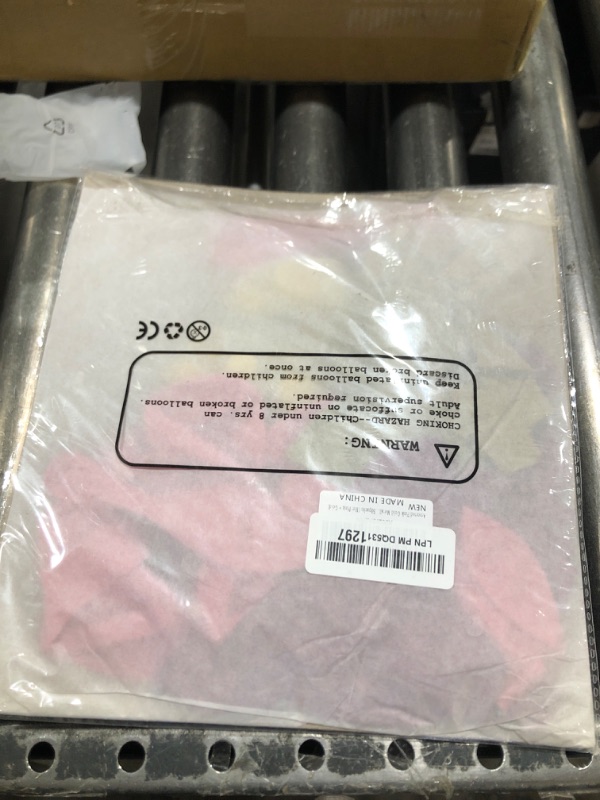 WARNING:
CHOKING HAZARD--Children under 8 yrs. can
choke or suffocate on uninflated or broken balloons.
Adult supervision required.
Keep uninflated balloons from children.
Discard broken balloons at once.
CE
LPN PM DQ5311297
NEW
MADE IN CHINA